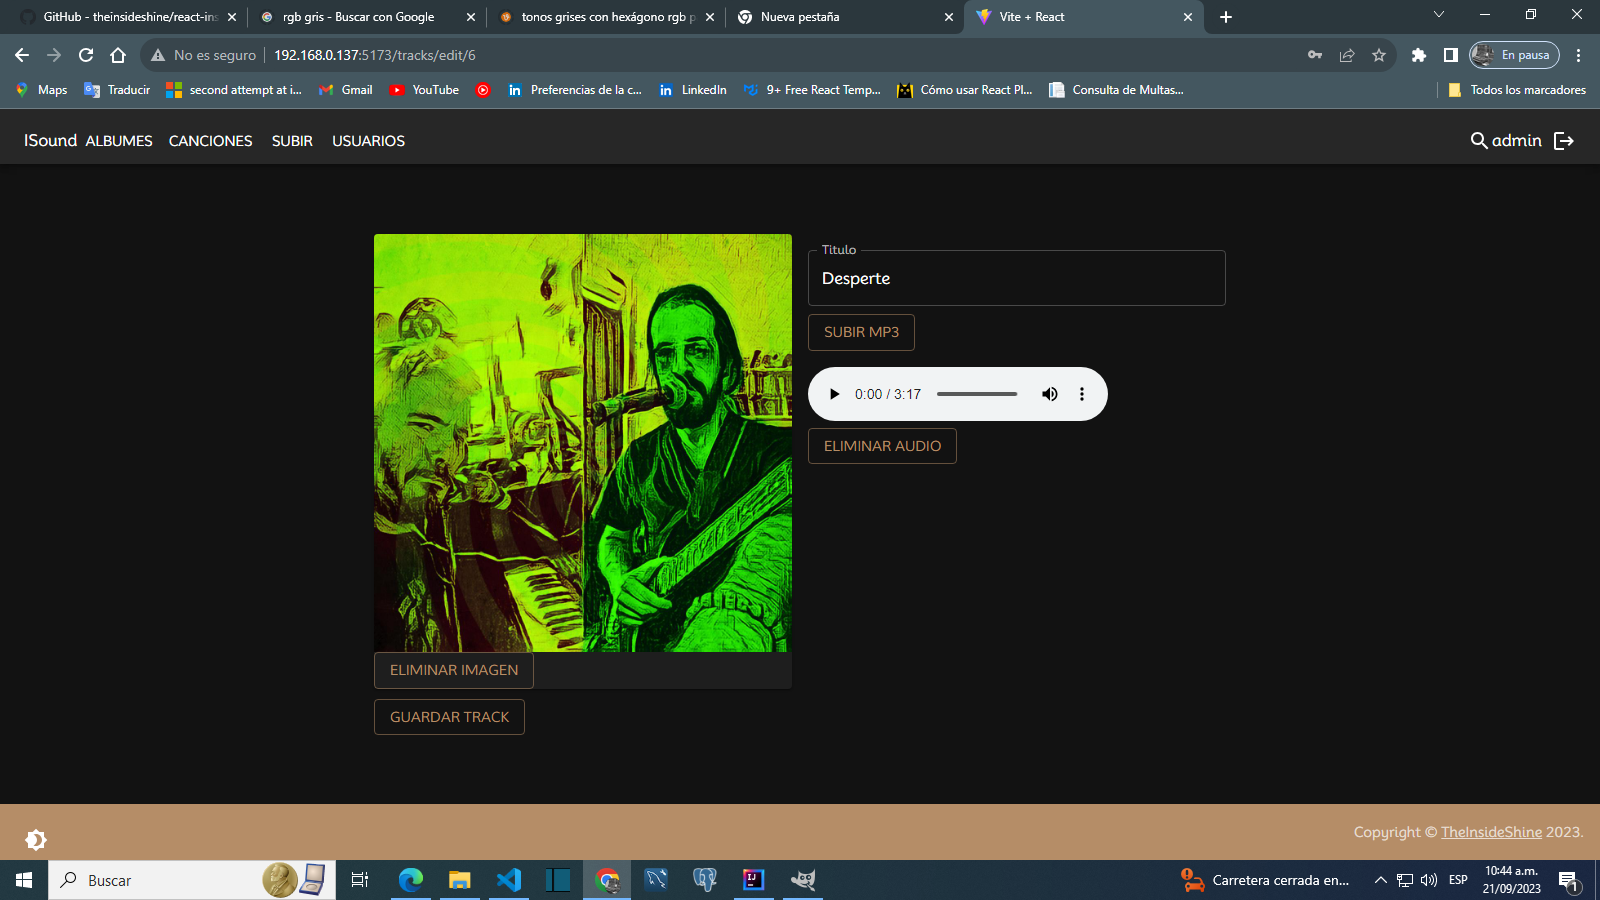 GitHub - theinsideshine/react-ins
rgb gris - Buscar con Google
tonos grises con hexágono rgb p
Nueva pestaña
Vite + React
No es seguro
192.168.0.137:5173/tracks/edit/6
En pausa
Maps
Traducir
second attempt at i...
Gmail
YouTube
Preferencias de la c...
LinkedIn
9+ Free React Temp...
Cómo usar React Pl...
Consulta de Multas...
Todos los marcadores
ISound ALBUMES CANCIONES SUBIR USUARIOS
admin
Titulo
Desperte
SUBIR MP3
0:00 / 3:17
ELIMINAR AUDIO
ELIMINAR IMAGEN
GUARDAR TRACK
Copyright © TheInsideShine 2023.
Buscar
Carretera cerrada en...
ESP
10:44 a.m.
21/09/2023
1